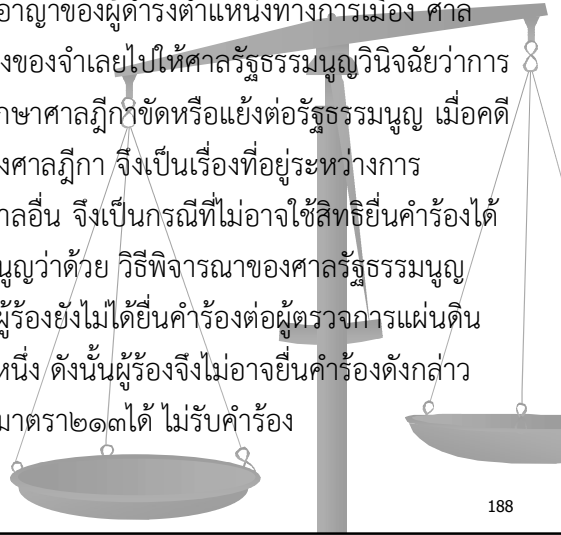 อาญาของผู้ดำรงตำแหน่งทางการเมือง ศาล
งของจำเลยไปให้ศาลรัฐธรรมนูญวินิจฉัยว่าการ
าษาศาลฎีกาขัดหรือแย้งต่อรัฐธรรมนูญ เมื่อคดี
งศาลฎีกา จึงเป็นเรื่องที่อยู่ระหว่างการ
าลอื่น จึงเป็นกรณีที่ไม่อาจใช้สิทธิยื่นคำร้องได้
นูญว่าด้วย วิธีพิจารณาของศาลรัฐธรรมนูญ
ผู้ร้องยังไม่ได้ยื่นคำร้องต่อผู้ตรวจการแผ่นดิน
หนึ่ง ดังนั้นผู้ร้องจึงไม่อาจยื่นคำร้องดังกล่าว
มาตรา๒๑๓ได้ ไม่รับคำร้อง
188